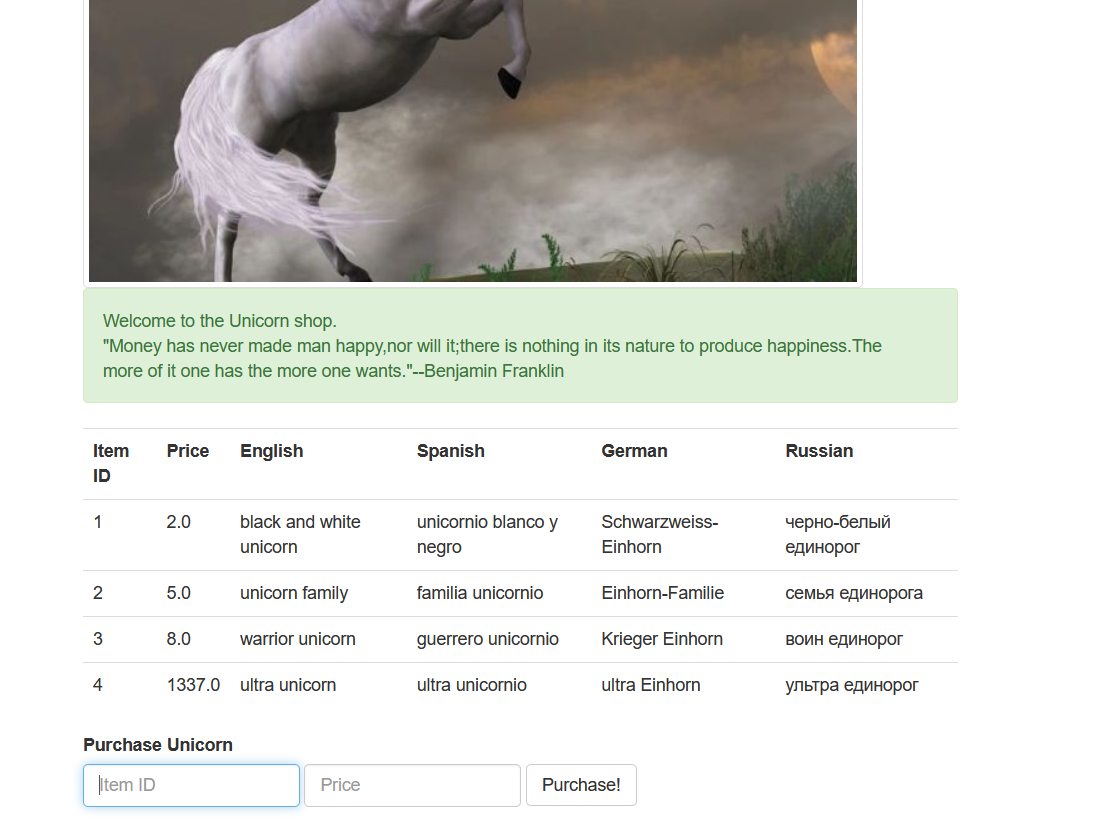 Welcome to the Unicorn shop.
"Money has never made man happy,nor will it;there is nothing in its nature to produce happiness.The
more of it one has the more one wants."--Benjamin Franklin
Item ID Price English Spanish German Russian
1 2.0 black and white unicorn unicornio blanco y negro Schwarzweiss-Einhorn черно-белый единорог
2 5.0 unicorn family familia unicornio Einhorn-Familie семья единорога
3 8.0 warrior unicorn guerrero unicornio Krieger Einhorn воин единорог
4 1337.0 ultra unicorn ultra unicornio ultra Einhorn ультра единорог
Purchase Unicorn
Item ID Price Purchase!